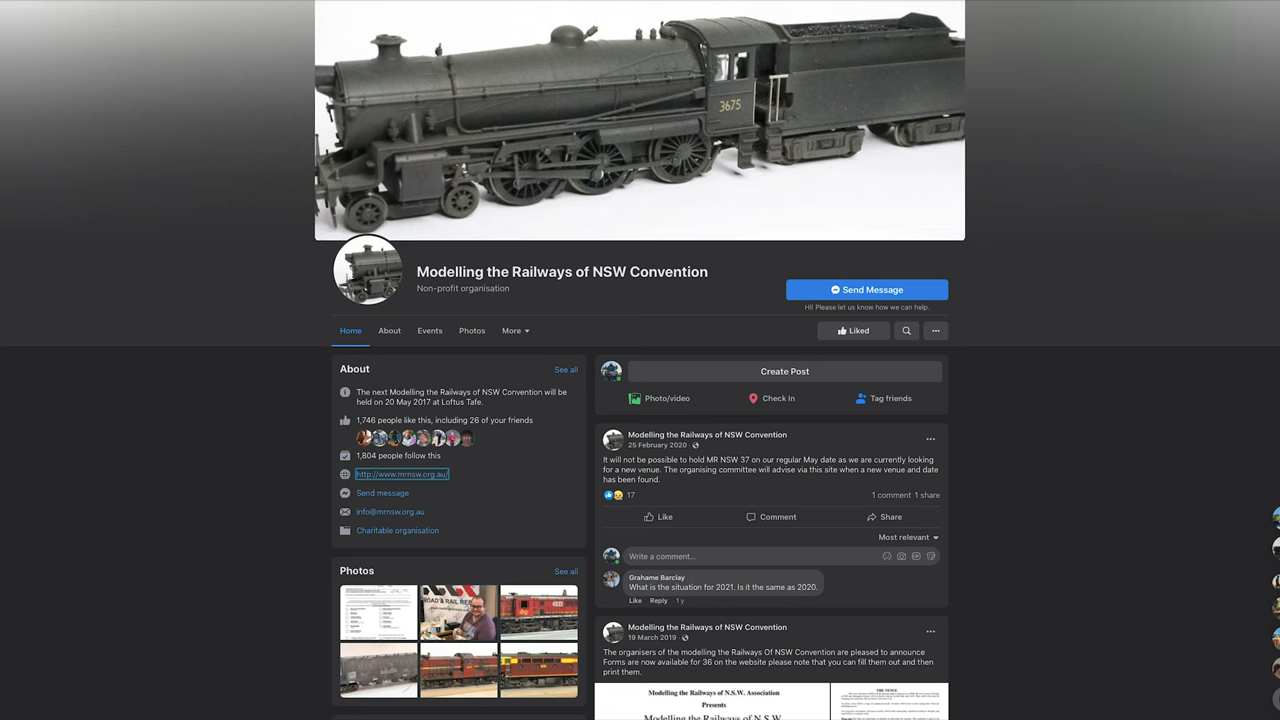 3675
Modelling the Railways of NSW Convention
Non-profit organisation
Send Message
Hi! Please let us know how we can help.
Home
About
Events
Photos
More
Liked
About
See all
The next Modelling the Railways of NSW Convention will be
held on 20 May 2017 at Loftus Tafe.
1,746 people like this, including 26 of your friends
1,804 people follow this
http://www.mrnsw.org.au/
Send message
info@mrnsw.org.au
Charitable organisation
Photos
See all
ROAD & RAIL RES
Create Post
Photo/video
Check In
Tag friends
Modelling the Railways of NSW Convention
25 February 2020
It will not be possible to hold MR NSW 37 on our regular May date as we are currently looking
for a new venue. The organising committee will advise via this site when a new venue and date
has been found.
17
1 comment 1 share
Like
Comment
Share
Most relevant
Write a comment...
Grahame Barclay
What is the situation for 2021. Is it the same as 2020.
Like Reply 1 y
Modelling the Railways of NSW Convention
19 March 2019
The organisers of the modelling the Railways Of NSW Convention are pleased to announce
Forms are now available for 36 on the website please note that you can fill them out and then
print them.
Modelling the Railways of N.S.W. Association
Presents
Modelling the Railways of N.S.W
THE VENUE